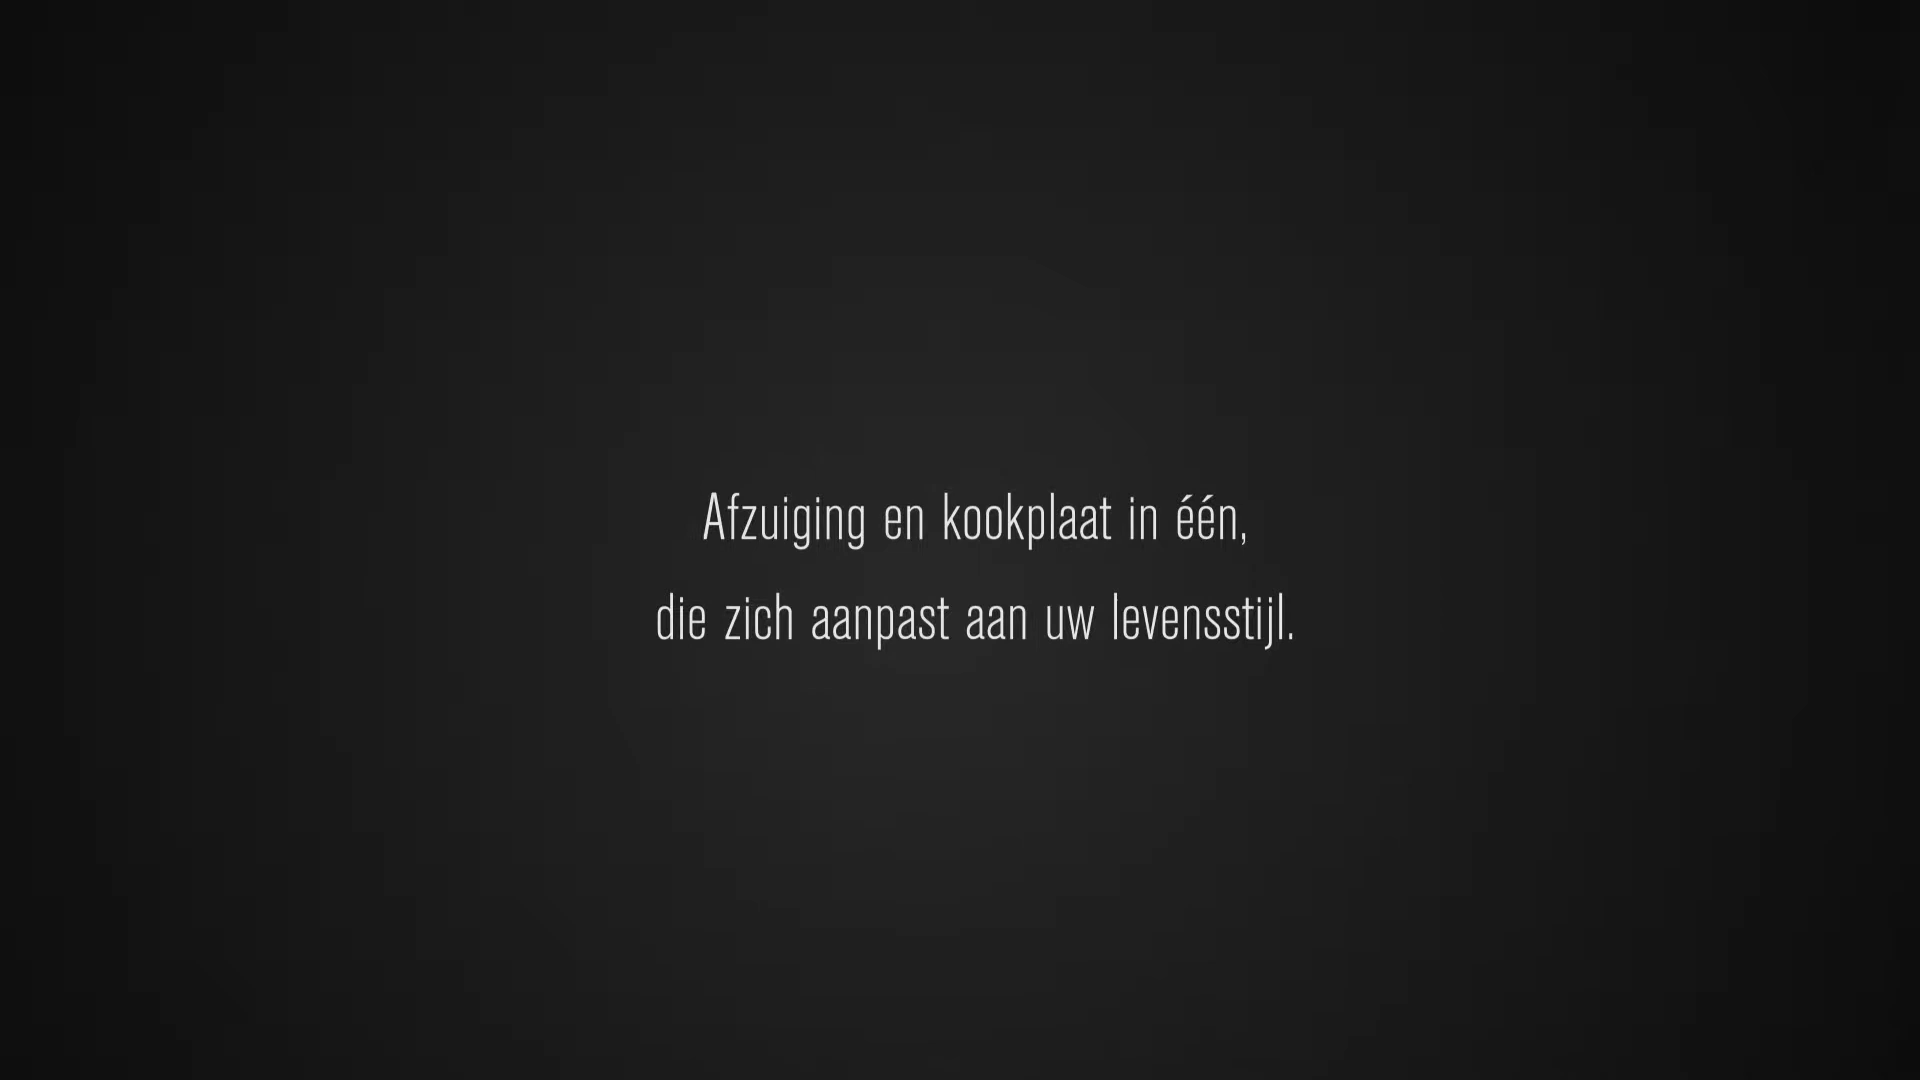 Afzuiging en kookplaat in één,
die zich aanpast aan uw levensstijl.